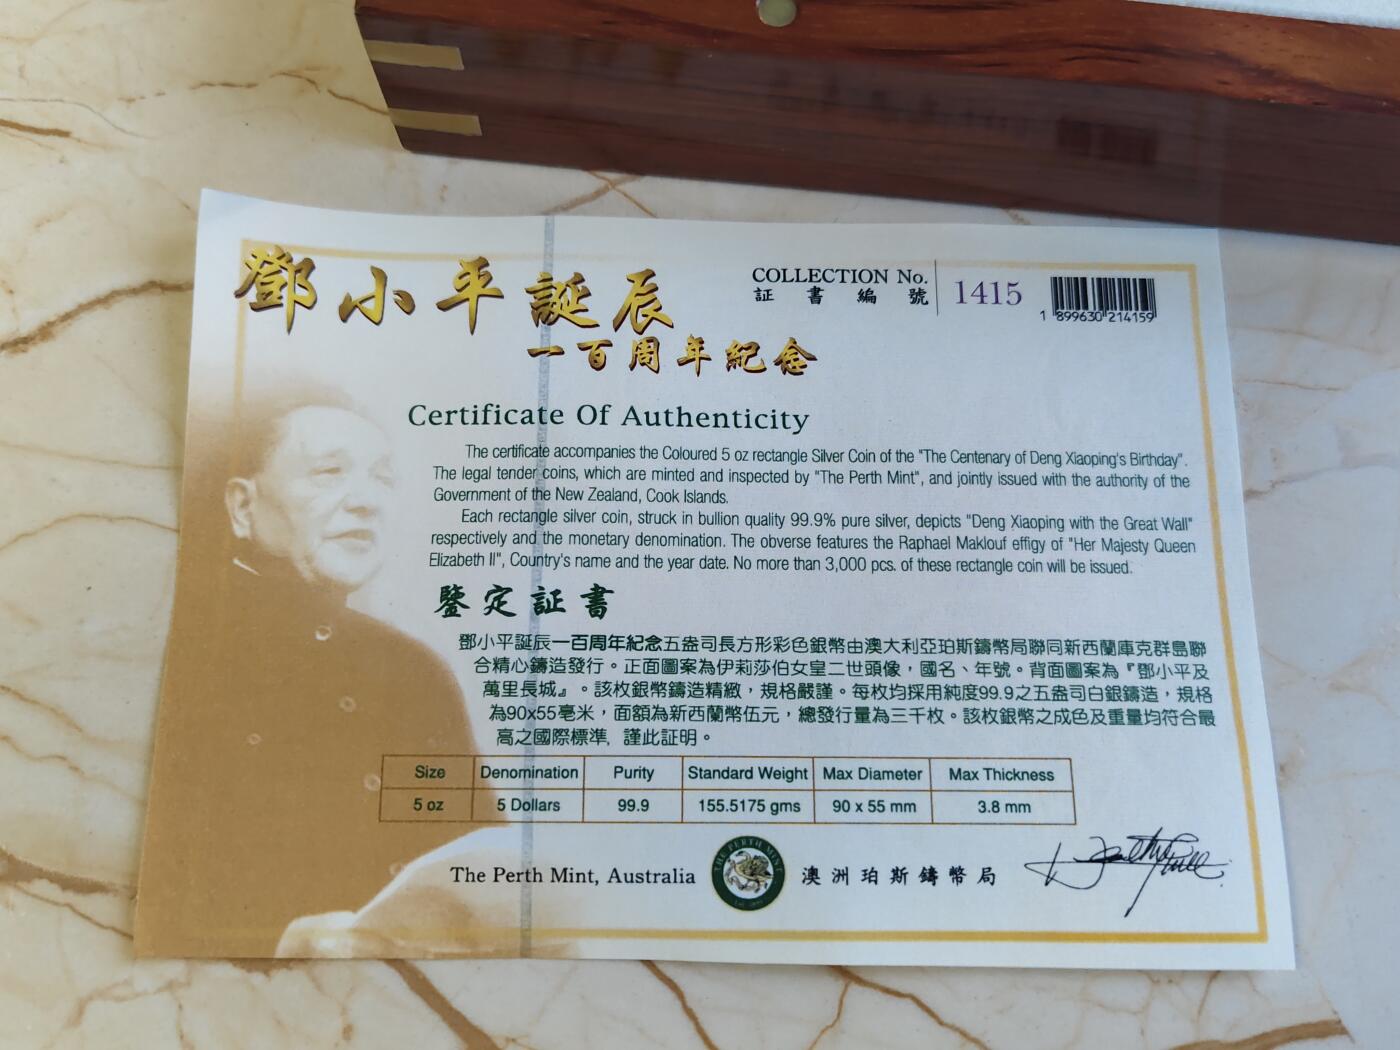 鄧小平誕辰
一百周年紀念
COLLECTION No.
証書編號
1415
1 899630 214159
Certificate Of Authenticity
The certificate accompanies the Coloured 5 oz rectangle Silver Coin of the "The Centenary of Deng Xiaoping's Birthday".
The legal tender coins, which are minted and inspected by "The Perth Mint", and jointly issued with the authority of the
Government of the New Zealand, Cook Islands.
Each rectangle silver coin, struck in bullion quality 99.9% pure silver, depicts "Deng Xiaoping with the Great Wall"
respectively and the monetary denomination. The obverse features the Raphael Maklouf effigy of "Her Majesty Queen
Elizabeth II", Country's name and the year date. No more than 3,000 pcs. of these rectangle coin will be issued.
鑒定証書
鄧小平誕辰一百周年紀念五盎司長方形彩色銀幣由澳大利亞珀斯鑄幣局聯同新西蘭庫克群島聯
合精心鑄造發行。正面圖案為伊莉莎伯女皇二世頭像，國名、年號。背面圖案為『鄧小平及
萬里長城』。該枚銀幣鑄造精緻，規格嚴謹。每枚均採用純度99.9之五盎司白銀鑄造，規格
為90x55毫米，面額為新西蘭幣伍元，總發行量為三千枚。該枚銀幣之成色及重量均符合最
高之國際標準, 謹此証明。
Size Denomination Purity Standard Weight Max Diameter Max Thickness
5 oz 5 Dollars 99.9 155.5175 gms 90 x 55 mm 3.8 mm
The Perth Mint, Australia
THE PERTH MINT
澳洲珀斯鑄幣局